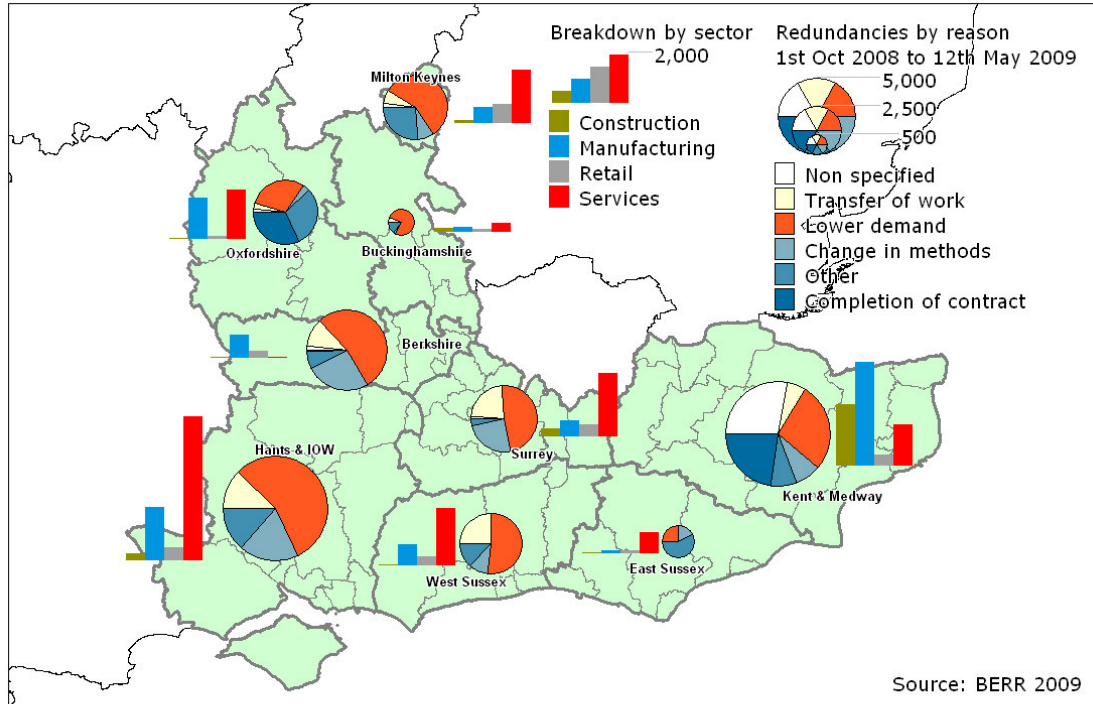 Breakdown by sector
2,000
Construction
Manufacturing
Retail
Services
Redundancies by reason
1st Oct 2008 to 12th May 2009
5,000
2,500
500
Non specified
Transfer of work
Lower demand
Change in methods
Other
Completion of contract
Milton Keynes
Oxfordshire
Buckinghamshire
Berkshire
Hants & IOW
Surrey
Kent & Medway
West Sussex
East Sussex
Source: BERR 2009